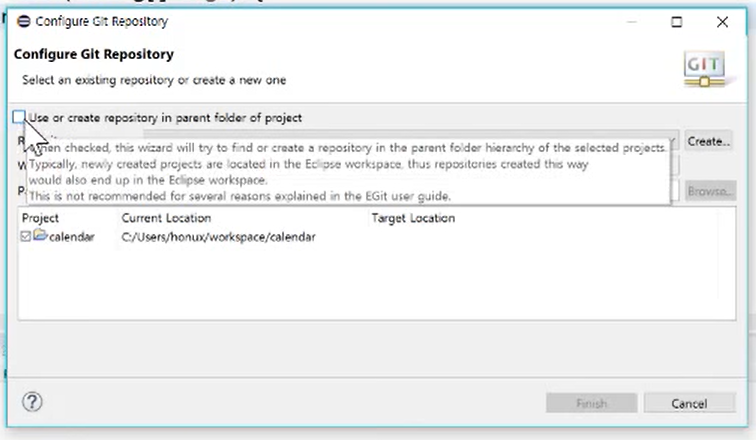 Configure Git Repository
Configure Git Repository
Select an existing repository or create a new one
GIT
Use or create repository in parent folder of project
When checked, this wizard will try to find or create a repository in the parent folder hierarchy of the selected projects.
Create...
Typically, newly created projects are located in the Eclipse workspace, thus repositories created this way
would also end up in the Eclipse workspace.
Browse...
This is not recommended for several reasons explained in the EGit user guide.
Project Current Location Target Location
calendar C:/Users/honux/workspace/calendar
Finish Cancel